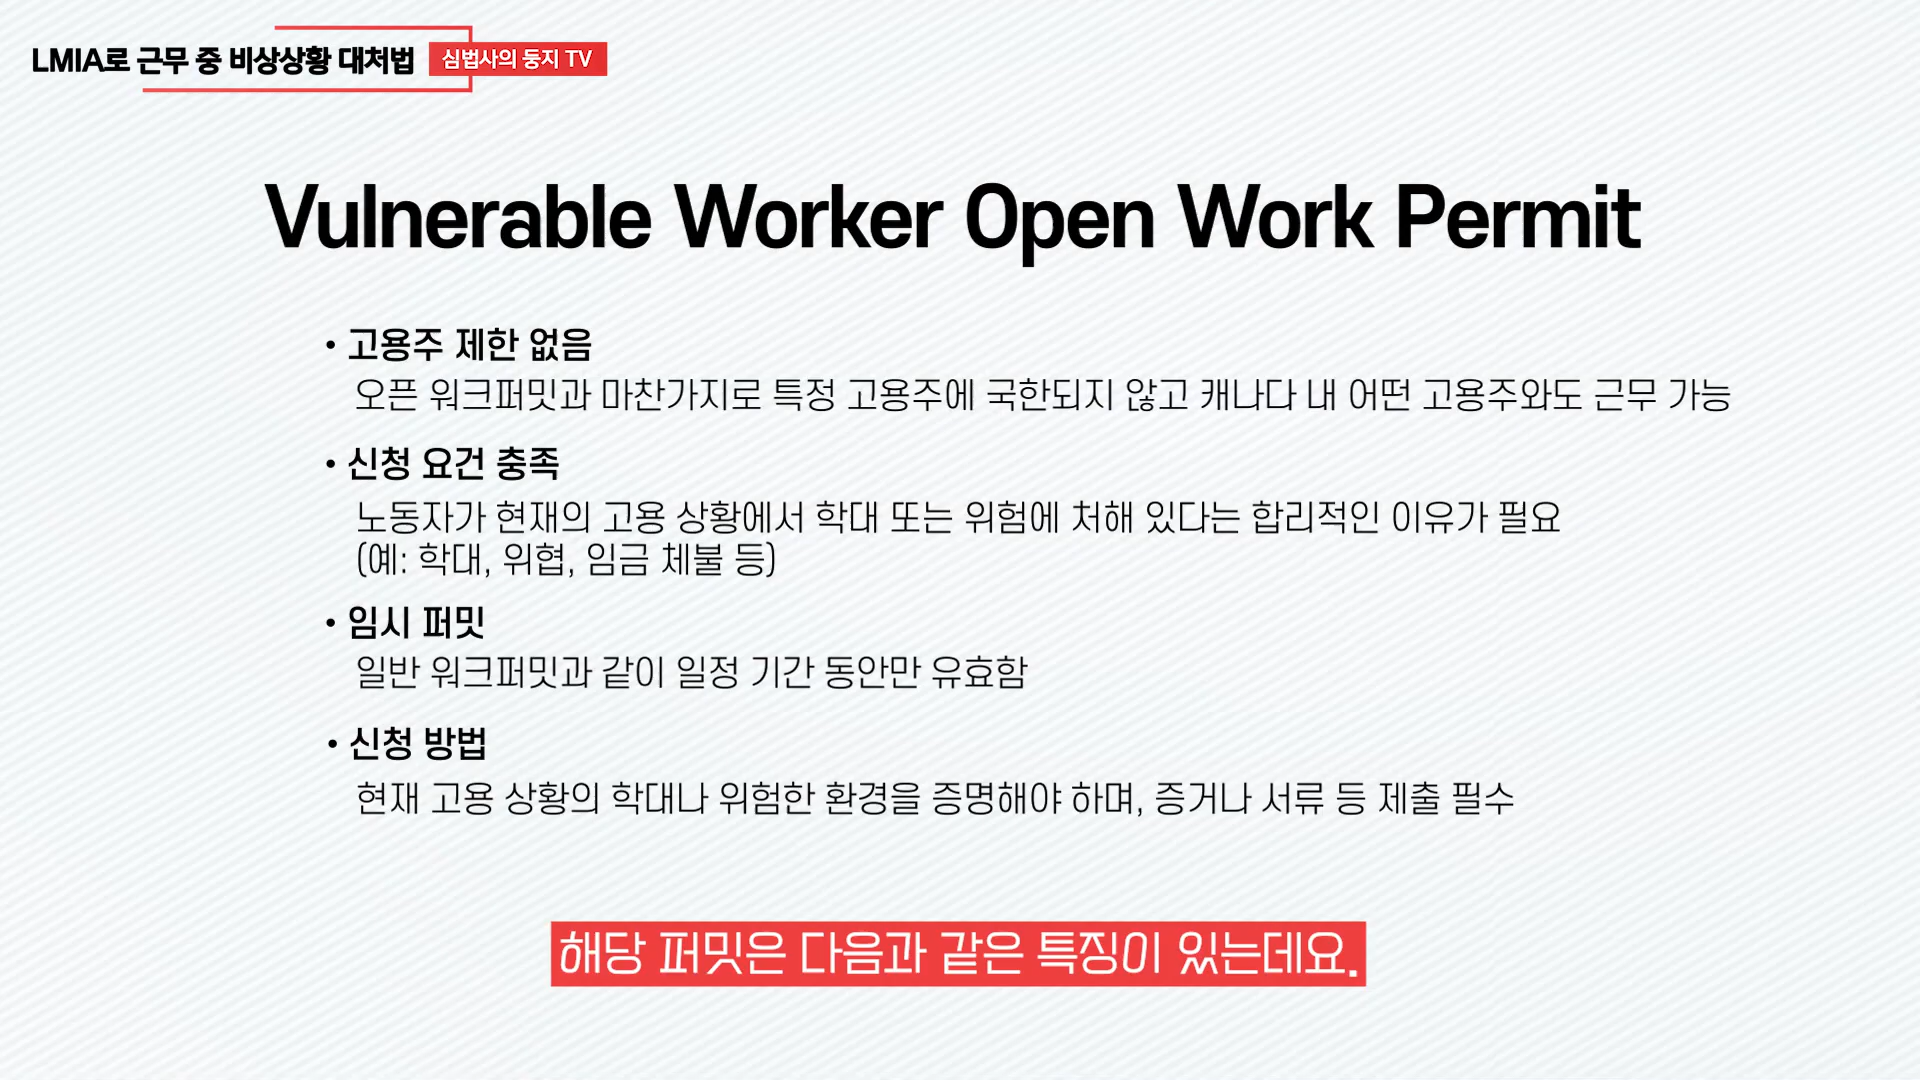 LMIA로 근무 중 비상상황 대처법 심법사의 둥지 TV
Vulnerable Worker Open Work Permit
• 고용주 제한 없음
오픈 워크퍼밋과 마찬가지로 특정 고용주에 국한되지 않고 캐나다 내 어떤 고용주와도 근무 가능
• 신청 요건 충족
노동자가 현재의 고용 상황에서 학대 또는 위험에 처해 있다는 합리적인 이유가 필요
(예: 학대, 위협, 임금 체불 등)
• 임시 퍼밋
일반 워크퍼밋과 같이 일정 기간 동안만 유효함
• 신청 방법
현재 고용 상황의 학대나 위험한 환경을 증명해야 하며, 증거나 서류 등 제출 필수
해당 퍼밋은 다음과 같은 특징이 있는데요.